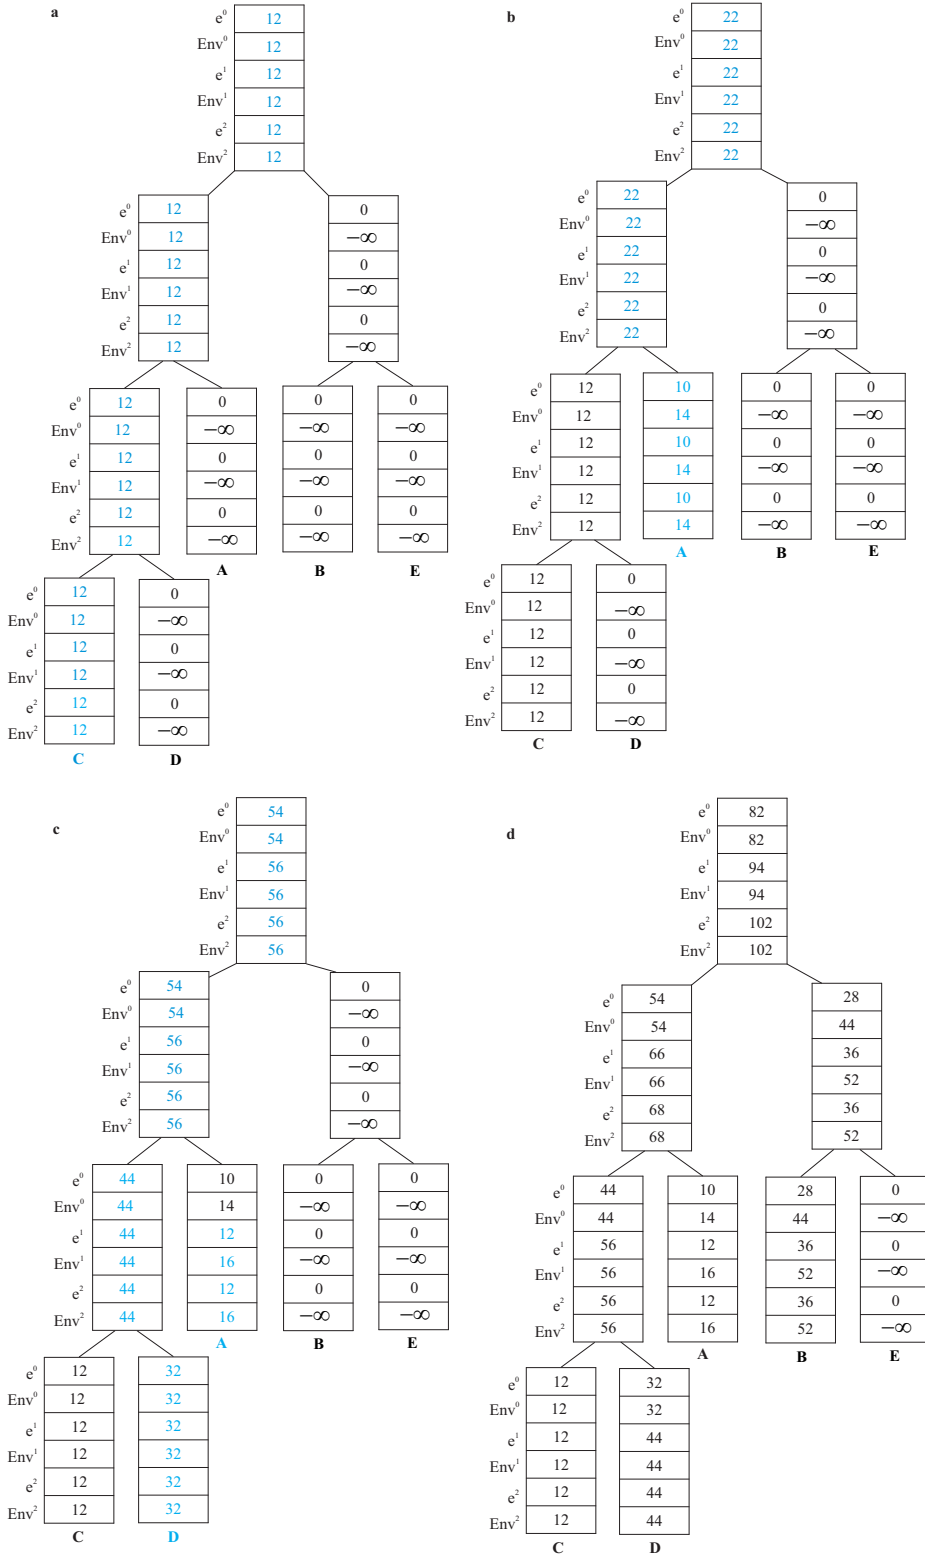 a
e⁰ 12
Env⁰ 12
e¹ 12
Env¹ 12
e² 12
Env² 12
e⁰ 12 0
Env⁰ 12 −∞
e¹ 12 0
Env¹ 12 −∞
e² 12 0
Env² 12 −∞
e⁰ 12 0 0 0
Env⁰ 12 −∞ −∞ −∞
e¹ 12 0 0 0
Env¹ 12 −∞ −∞ −∞
e² 12 0 0 0
Env² 12 −∞ −∞ −∞
A B E
e⁰ 12 0
Env⁰ 12 −∞
e¹ 12 0
Env¹ 12 −∞
e² 12 0
Env² 12 −∞
C D
b
e⁰ 22
Env⁰ 22
e¹ 22
Env¹ 22
e² 22
Env² 22
e⁰ 22 0
Env⁰ 22 −∞
e¹ 22 0
Env¹ 22 −∞
e² 22 0
Env² 22 −∞
e⁰ 12 10 0 0
Env⁰ 12 14 −∞ −∞
e¹ 12 10 0 0
Env¹ 12 14 −∞ −∞
e² 12 10 0 0
Env² 12 14 −∞ −∞
A B E
e⁰ 12 0
Env⁰ 12 −∞
e¹ 12 0
Env¹ 12 −∞
e² 12 0
Env² 12 −∞
C D
c
e⁰ 54
Env⁰ 54
e¹ 56
Env¹ 56
e² 56
Env² 56
e⁰ 54 0
Env⁰ 54 −∞
e¹ 56 0
Env¹ 56 −∞
e² 56 0
Env² 56 −∞
e⁰ 44 10 0 0
Env⁰ 44 14 −∞ −∞
e¹ 44 12 0 0
Env¹ 44 16 −∞ −∞
e² 44 12 0 0
Env² 44 16 −∞ −∞
A B E
e⁰ 12 32
Env⁰ 12 32
e¹ 12 32
Env¹ 12 32
e² 12 32
Env² 12 32
C D
d
e⁰ 82
Env⁰ 82
e¹ 94
Env¹ 94
e² 102
Env² 102
e⁰ 54 28
Env⁰ 54 44
e¹ 66 36
Env¹ 66 52
e² 68 36
Env² 68 52
e⁰ 44 10 28 0
Env⁰ 44 14 44 −∞
e¹ 56 12 36 0
Env¹ 56 16 52 −∞
e² 56 12 36 0
Env² 56 16 52 −∞
A B E
e⁰ 12 32
Env⁰ 12 32
e¹ 12 44
Env¹ 12 44
e² 12 44
Env² 12 44
C D